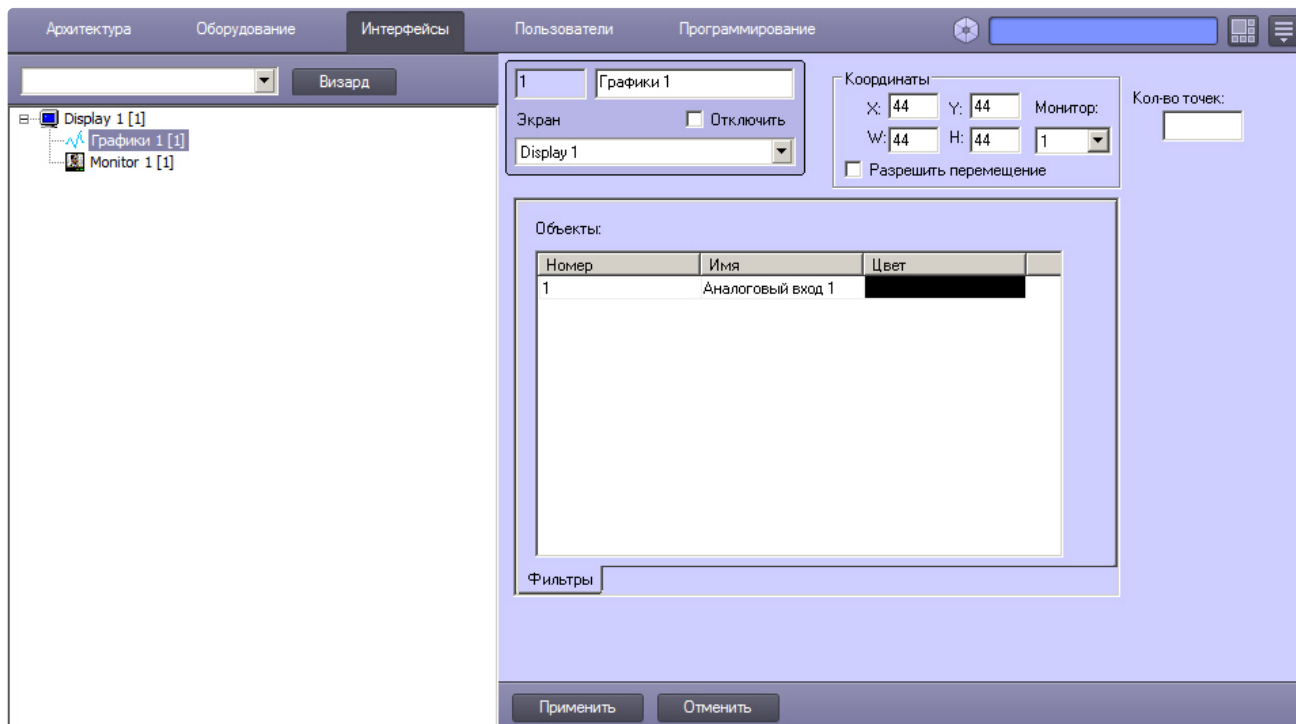 Архитектура Оборудование Интерфейсы Пользователи Программирование
Визард
Display 1 [1]
Графики 1 [1]
Monitor 1 [1]
1 Графики 1
Экран Отключить
Display 1
Координаты
X: 44 Y: 44 Монитор:
W: 44 H: 44 1
Разрешить перемещение
Кол-во точек:
Объекты:
Номер Имя Цвет
1 Аналоговый вход 1
Фильтры
Применить Отменить